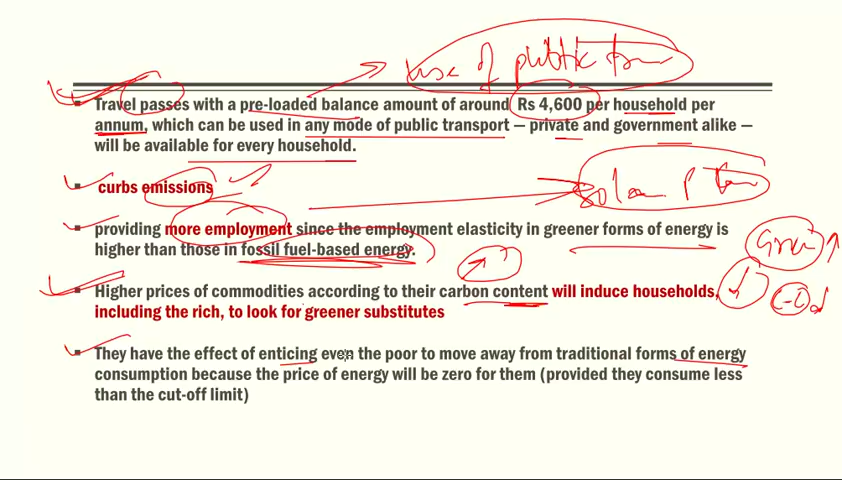 use of public
Travel passes with a pre-loaded balance amount of around Rs 4,600 per household per
annum, which can be used in any mode of public transport — private and government alike —
will be available for every household.
curbs emissions
providing more employment since the employment elasticity in greener forms of energy is
higher than those in fossil fuel-based energy.
Higher prices of commodities according to their carbon content will induce households,
including the rich, to look for greener substitutes
They have the effect of enticing even the poor to move away from traditional forms of energy
consumption because the price of energy will be zero for them (provided they consume less
than the cut-off limit)